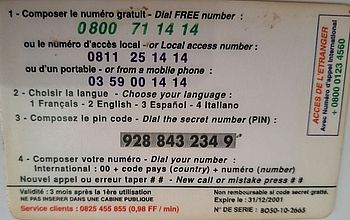 1 - Composer le numéro gratuit - Dial FREE number :
0800 71 14 14
ou le numéro d'accès local - or Local access number :
0811 25 14 14
ou d'un portable - or from a mobile phone :
03 59 00 14 14
2 - Choisir la langue - Choose your language :
1 Français - 2 English - 3 Español - 4 Italiano
3 - Composez le pin code - Dial the secret number (PIN) :
928 843 234 9
4 - Composer votre numéro - Dial your number :
International : 00 + code pays (country) + numéro (number)
Nouvel appel ou erreur taper # # - New call or mistake press # #
Validité : 3 mois après la 1ère utilisation
NE PAS INSERER DANS UNE CABINE PUBLIQUE
Service clients : 0825 455 855 (0,98 FF / min)
Non remboursable si code secret gratté.
Expire le 31/12/2001
N° DE SERIE : BO50-10-2665
ACCES DE L'ETRANGER
Avec Numéro d'appel International
+ 0800 0123 4560